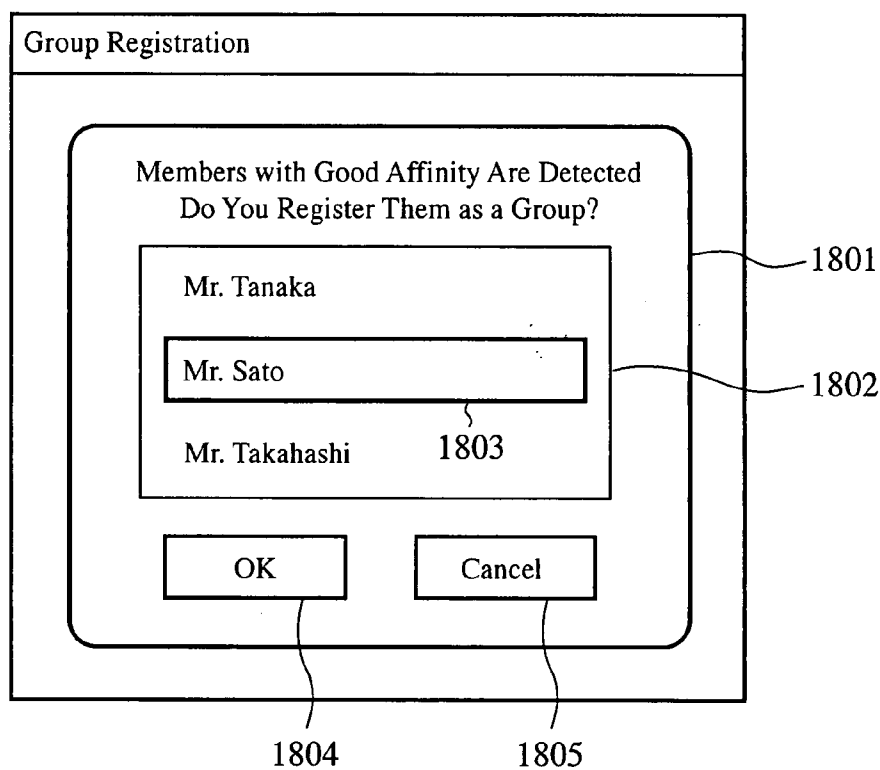 Group Registration
Members with Good Affinity Are Detected
Do You Register Them as a Group?
1801
Mr. Tanaka
Mr. Sato
1802
1803
Mr. Takahashi
OK
Cancel
1804
1805